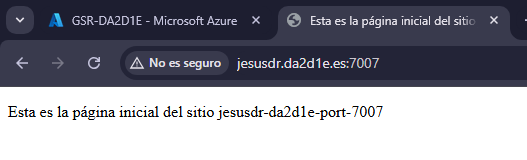 GSR-DA2D1E - Microsoft Azure
Esta es la página inicial del sitio
No es seguro
jesusdr.da2d1e.es:7007
Esta es la página inicial del sitio jesusdr-da2d1e-port-7007